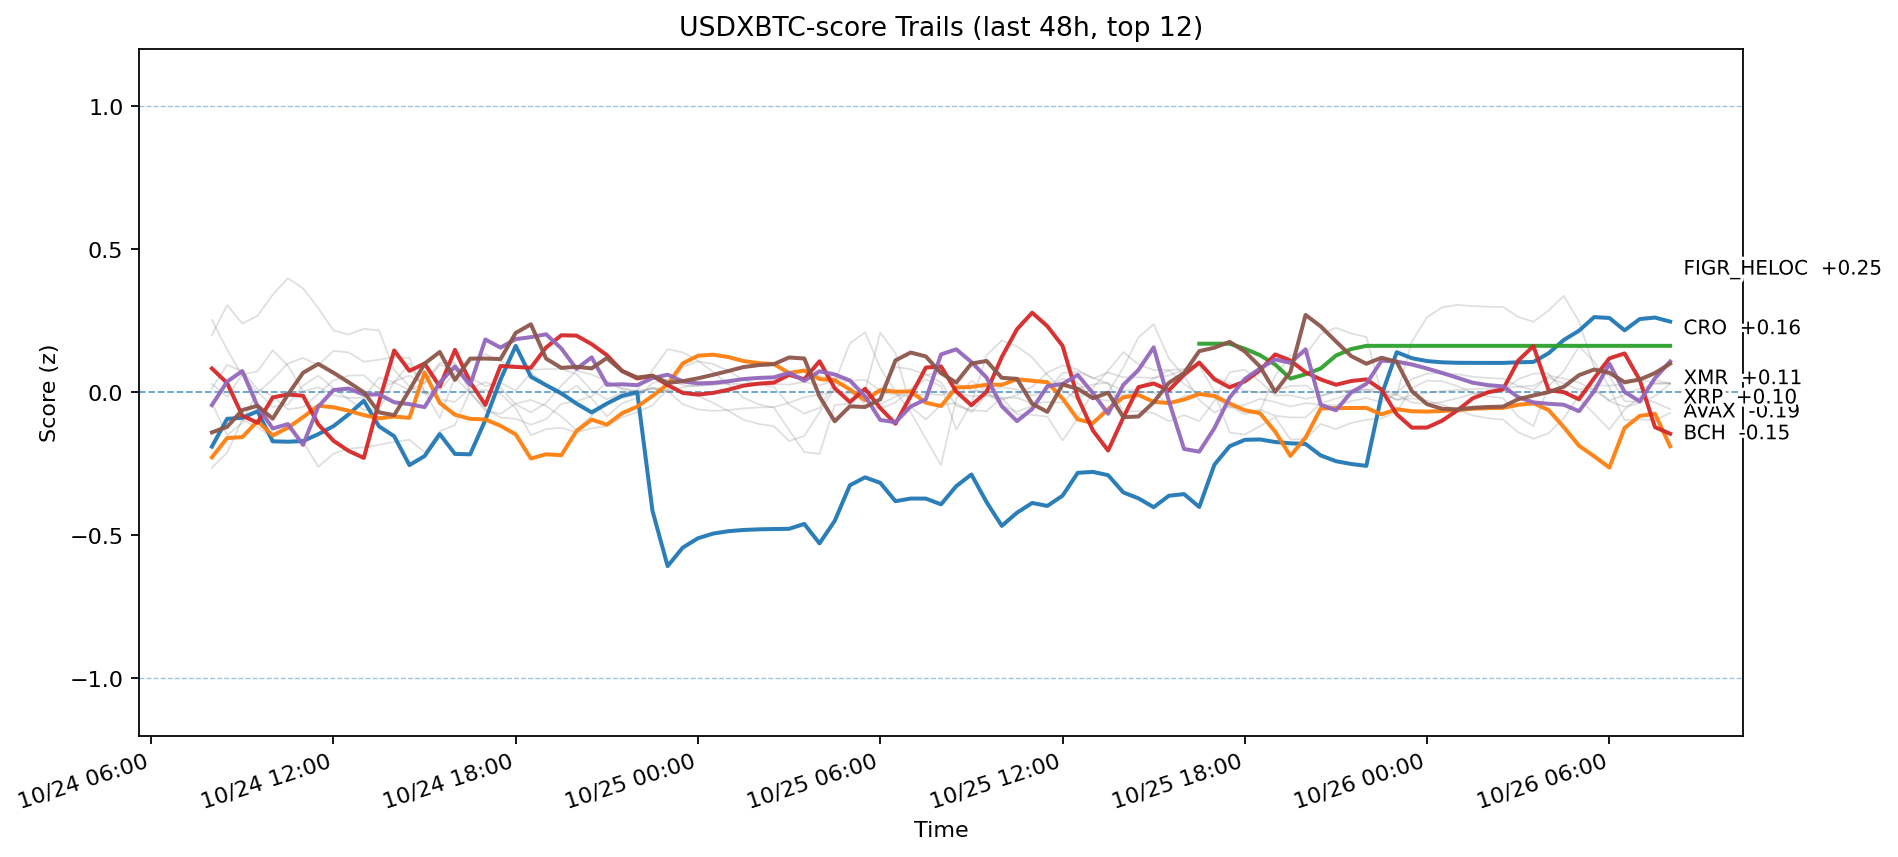 USDXBTC-score Trails (last 48h, top 12)
Score (z)
1.0
0.5
0.0
−0.5
−1.0
FIGR_HELOC +0.25
CRO +0.16
XMR +0.11
XRP +0.10
AVAX -0.19
BCH -0.15
10/24 06:00
10/24 12:00
10/24 18:00
10/25 00:00
10/25 06:00
10/25 12:00
10/25 18:00
10/26 00:00
10/26 06:00
Time